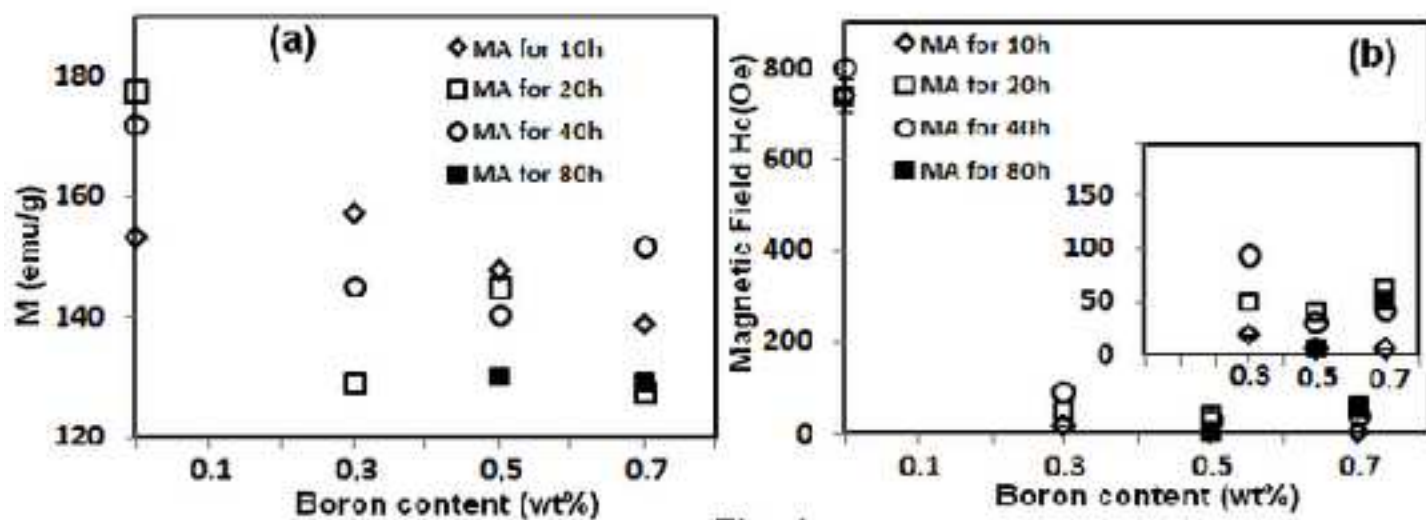 (a)
MA for 10h
MA for 20h
MA for 40h
MA for 80h
180
160
140
120
M (emu/g)
0.1 0.3 0.5 0.7
Boron content (wt%)
(b)
MA for 10h
MA for 20h
MA for 40h
MA for 80h
800
600
400
200
0
Magnetic Field Hc(Oe)
150
100
50
0
0.3 0.5 0.7
0.1 0.3 0.5 0.7
Boron content (wt%)